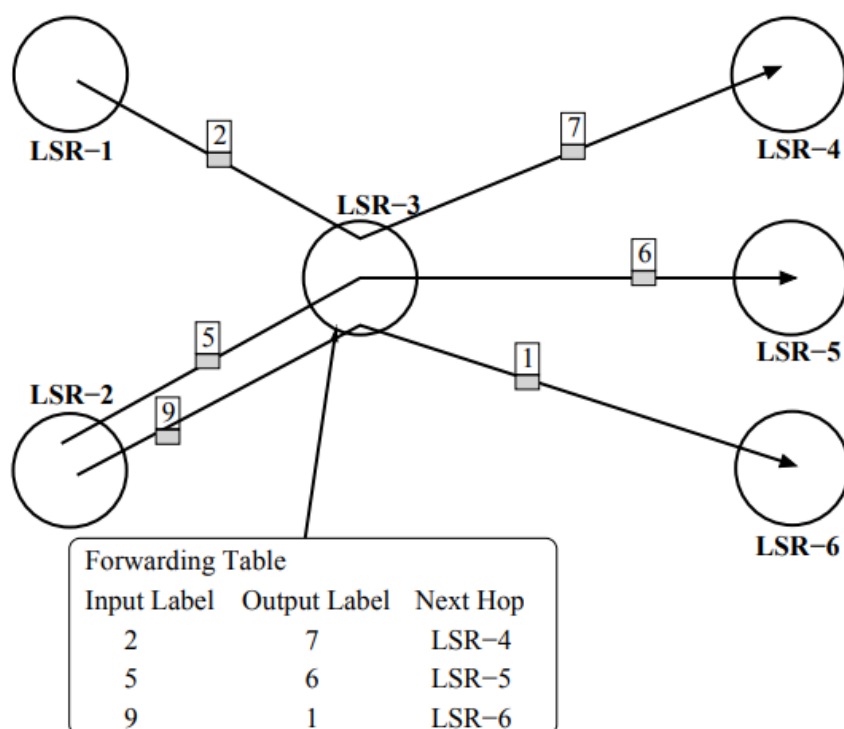 2
7
LSR−1
LSR−4
LSR−3
6
5
1
LSR−5
LSR−2
9
LSR−6
Forwarding Table
Input Label Output Label Next Hop
2 7 LSR−4
5 6 LSR−5
9 1 LSR−6